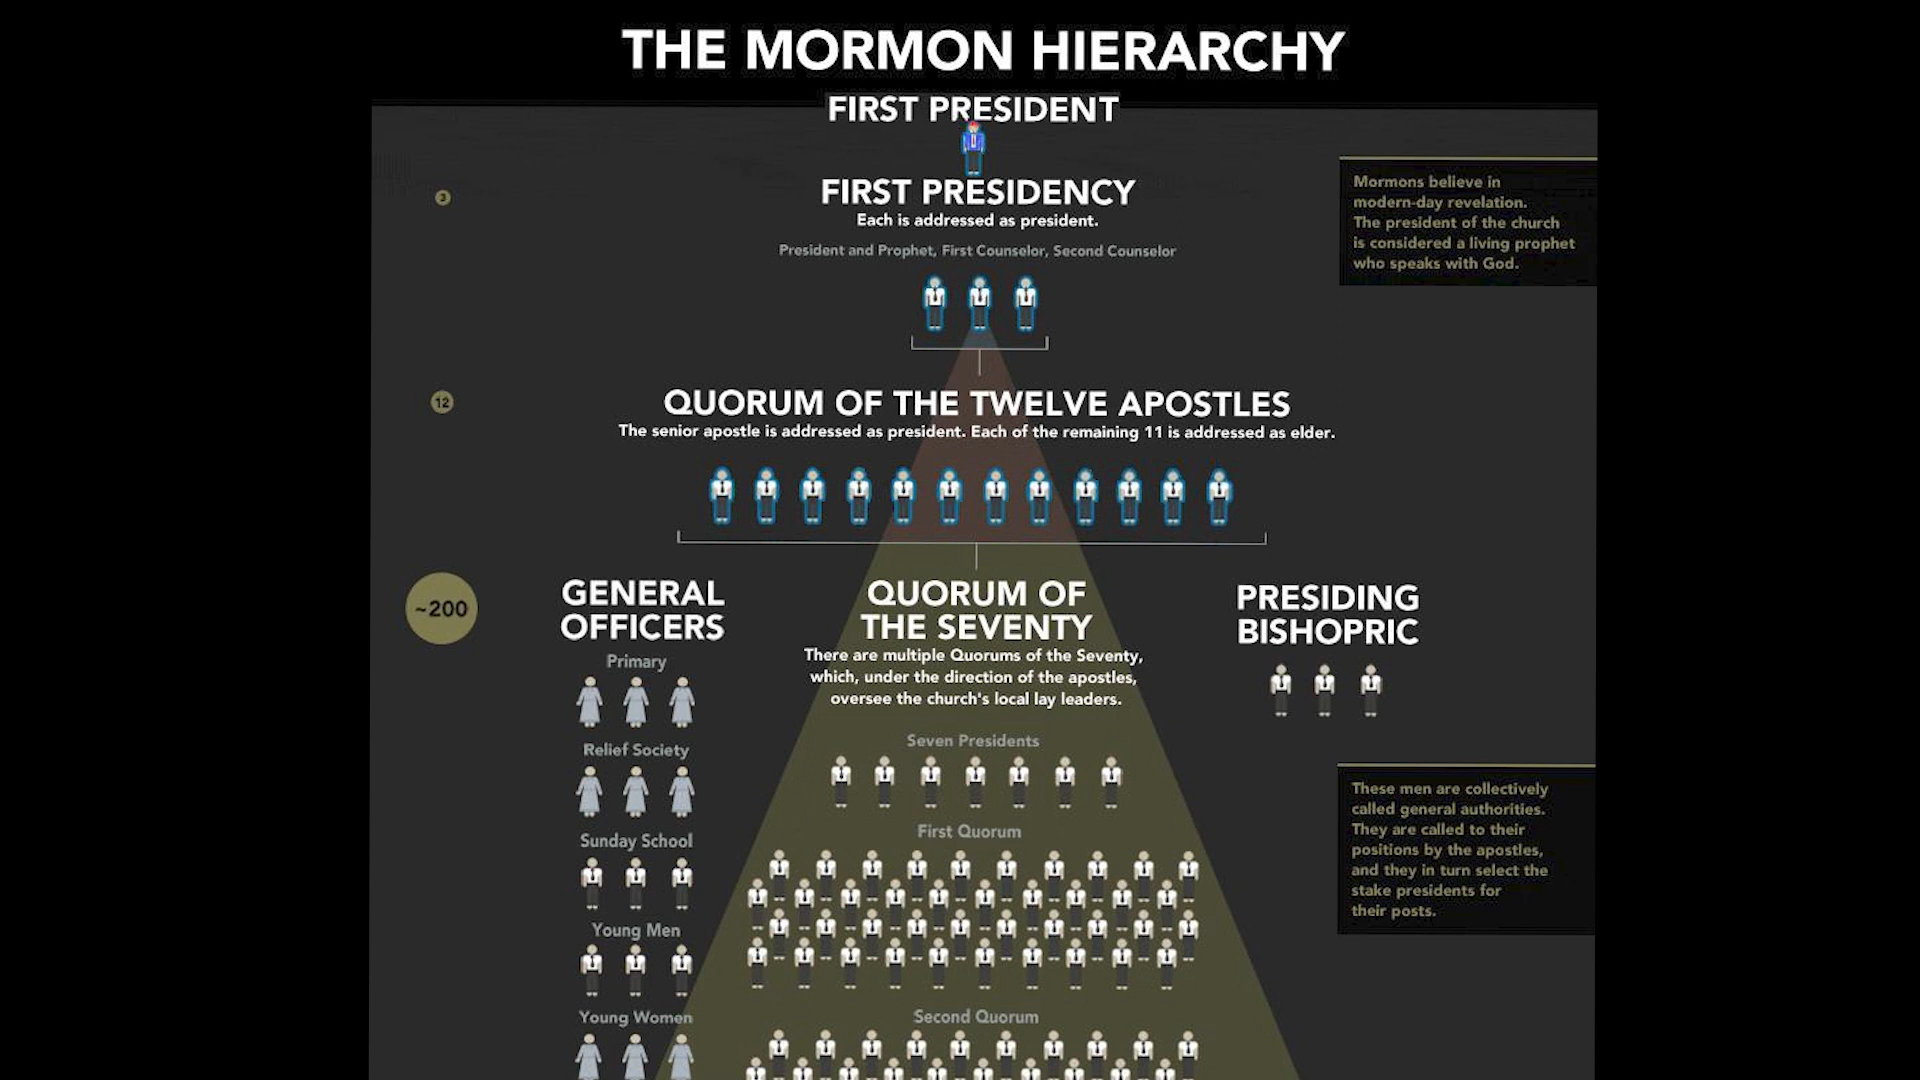 THE MORMON HIERARCHY
FIRST PRESIDENT
3
FIRST PRESIDENCY
Each is addressed as president.
President and Prophet, First Counselor, Second Counselor
Mormons believe in
modern-day revelation.
The president of the church
is considered a living prophet
who speaks with God.
12
QUORUM OF THE TWELVE APOSTLES
The senior apostle is addressed as president. Each of the remaining 11 is addressed as elder.
~200
GENERAL
OFFICERS
Primary
Relief Society
Sunday School
Young Men
Young Women
QUORUM OF
THE SEVENTY
There are multiple Quorums of the Seventy,
which, under the direction of the apostles,
oversee the church's local lay leaders.
Seven Presidents
First Quorum
Second Quorum
PRESIDING
BISHOPRIC
These men are collectively
called general authorities.
They are called to their
positions by the apostles,
and they in turn select the
stake presidents for
their posts.